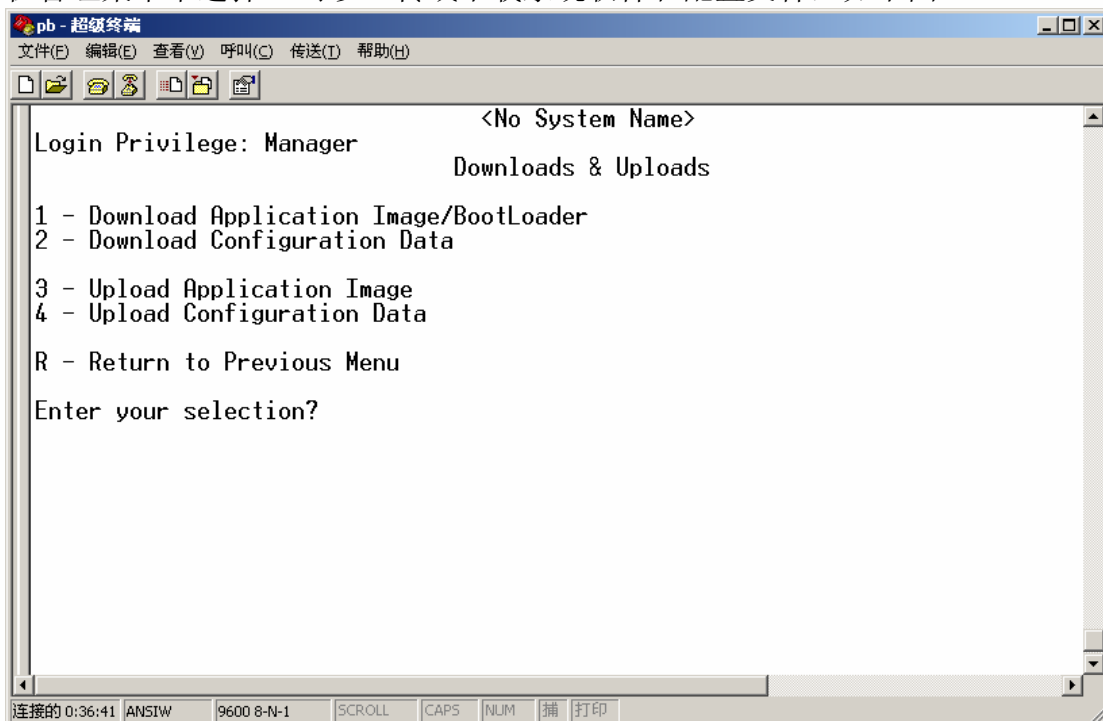 pb - 超级终端
文件(F) 编辑(E) 查看(V) 呼叫(C) 传送(T) 帮助(H)
<No System Name>
Login Privilege: Manager
Downloads & Uploads
1 - Download Application Image/BootLoader
2 - Download Configuration Data
3 - Upload Application Image
4 - Upload Configuration Data
R - Return to Previous Menu
Enter your selection?
连接的 0:36:41 ANSIW 9600 8-N-1 SCROLL CAPS NUM 捕 打印